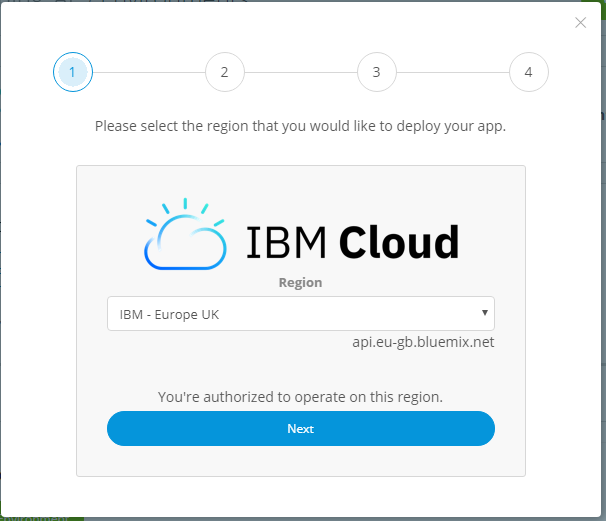 1 2 3 4
Please select the region that you would like to deploy your app.
IBM Cloud
Region
IBM - Europe UK
api.eu-gb.bluemix.net
You're authorized to operate on this region.
Next